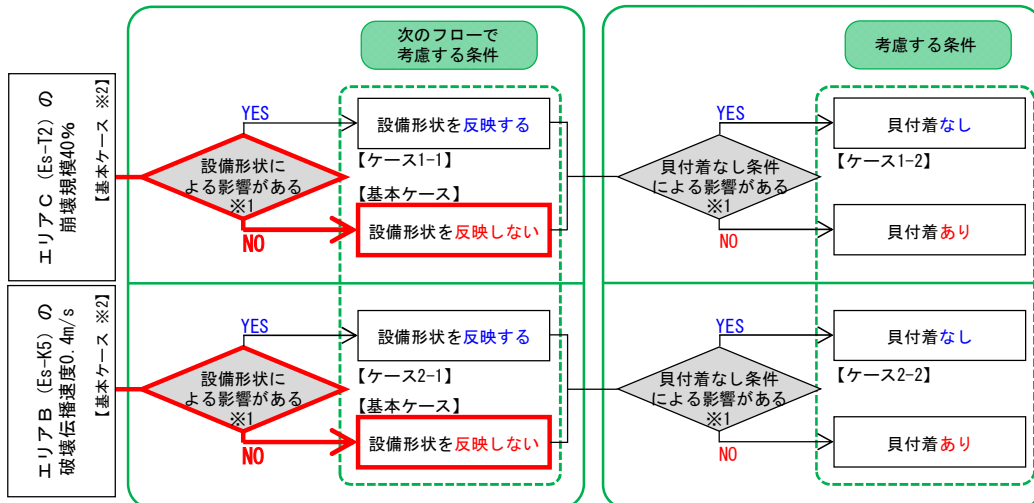 次のフローで
考慮する条件
考慮する条件
エリアC（Es-T2）の
崩壊規模40%
【基本ケース ※2】
設備形状に
よる影響がある
※1
YES
NO
設備形状を反映する
【ケース1-1】
【基本ケース】
設備形状を反映しない
貝付着なし条件
による影響がある
※1
YES
NO
貝付着なし
【ケース1-2】
貝付着あり
エリアB（Es-K5）の
破壊伝播速度0.4m/s
【基本ケース ※2】
設備形状に
よる影響がある
※1
YES
NO
設備形状を反映する
【ケース2-1】
【基本ケース】
設備形状を反映しない
貝付着なし条件
による影響がある
※1
YES
NO
貝付着なし
【ケース2-2】
貝付着あり